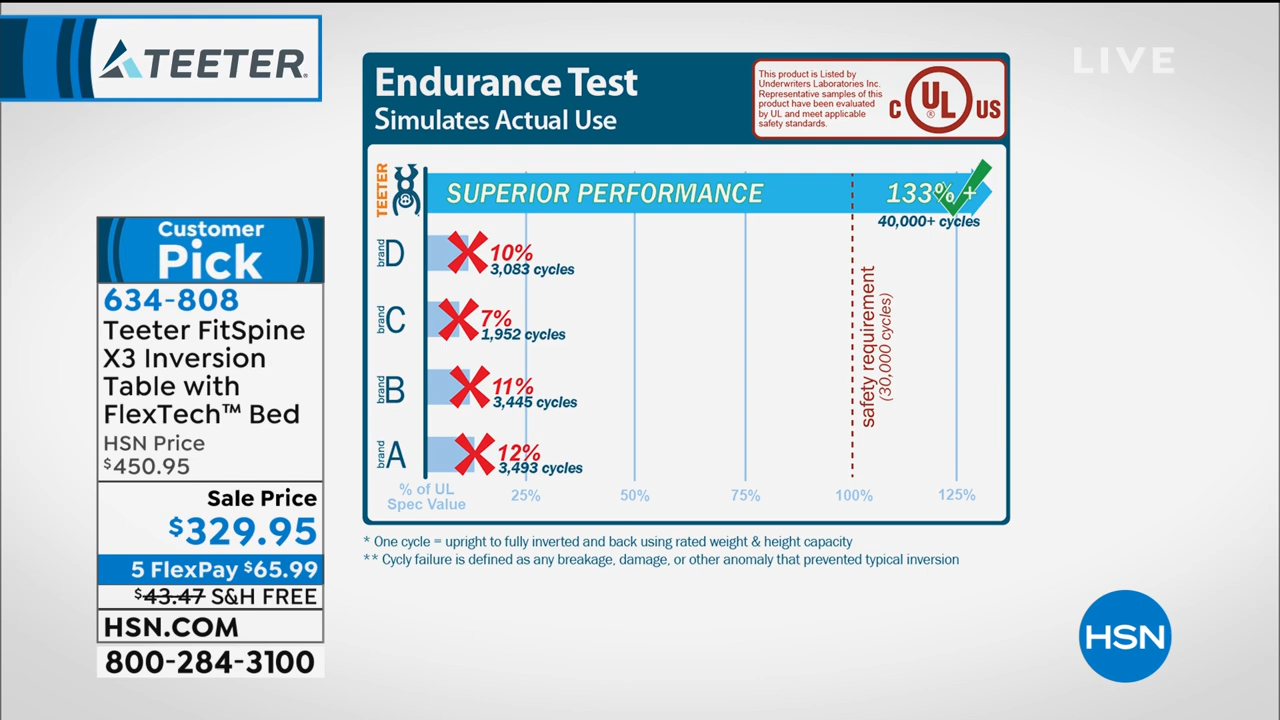 TEETER
LIVE
Endurance Test
Simulates Actual Use
This product is Listed by
Underwriters Laboratories Inc.
Representative samples of this
product have been evaluated
by UL and meet applicable
safety standards.
C UL ® US
TEETER
SUPERIOR PERFORMANCE 133% +
40,000+ cycles
brand D 10%
3,083 cycles
brand C 7%
1,952 cycles
brand B 11%
3,445 cycles
brand A 12%
3,493 cycles
safety requirement
(30,000 cycles)
% of UL
Spec Value
25% 50% 75% 100% 125%
* One cycle = upright to fully inverted and back using rated weight & height capacity
** Cycly failure is defined as any breakage, damage, or other anomaly that prevented typical inversion
Customer
Pick
634-808
Teeter FitSpine
X3 Inversion
Table with
FlexTech™ Bed
HSN Price
$450.95
Sale Price
$329.95
5 FlexPay $65.99
$43.47 S&H FREE
HSN.COM
800-284-3100
HSN